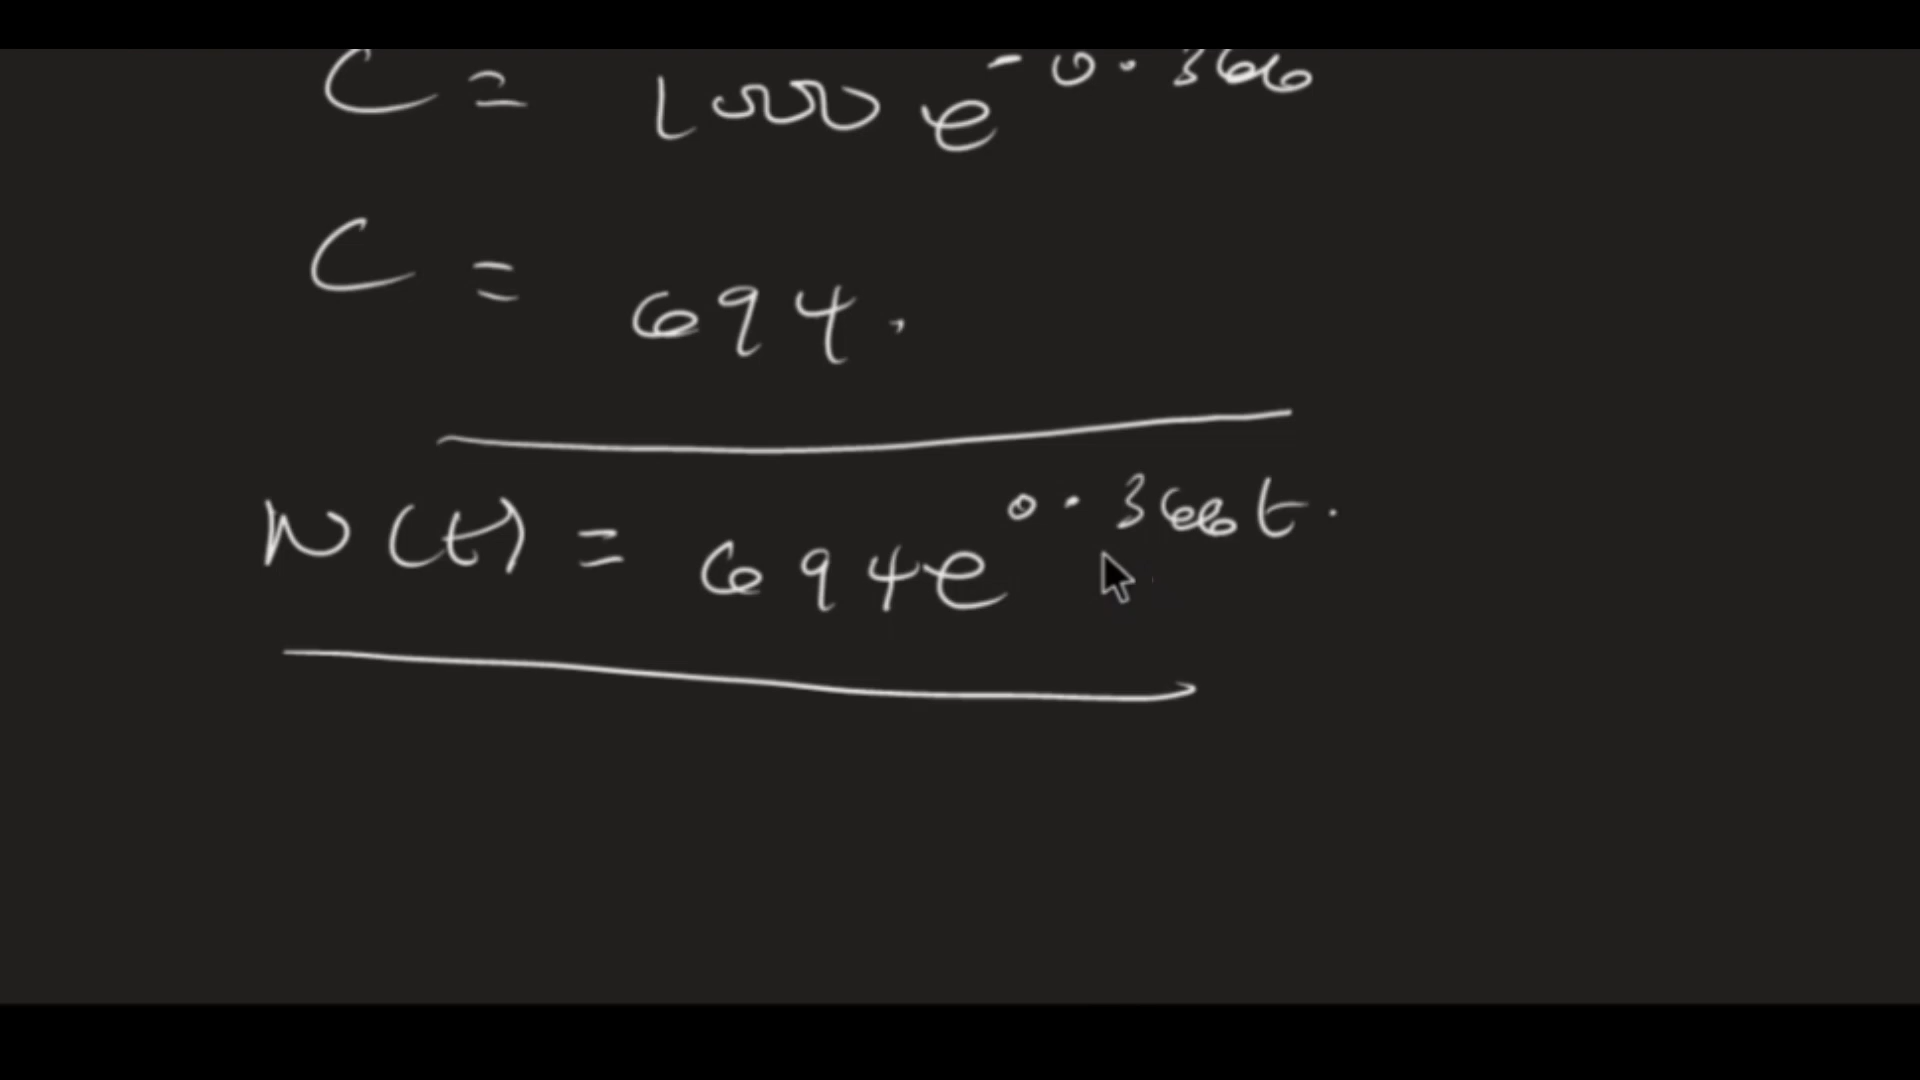 C = 1000 e^-0.366
C = 694.
N(t) = 694e^0.366t.